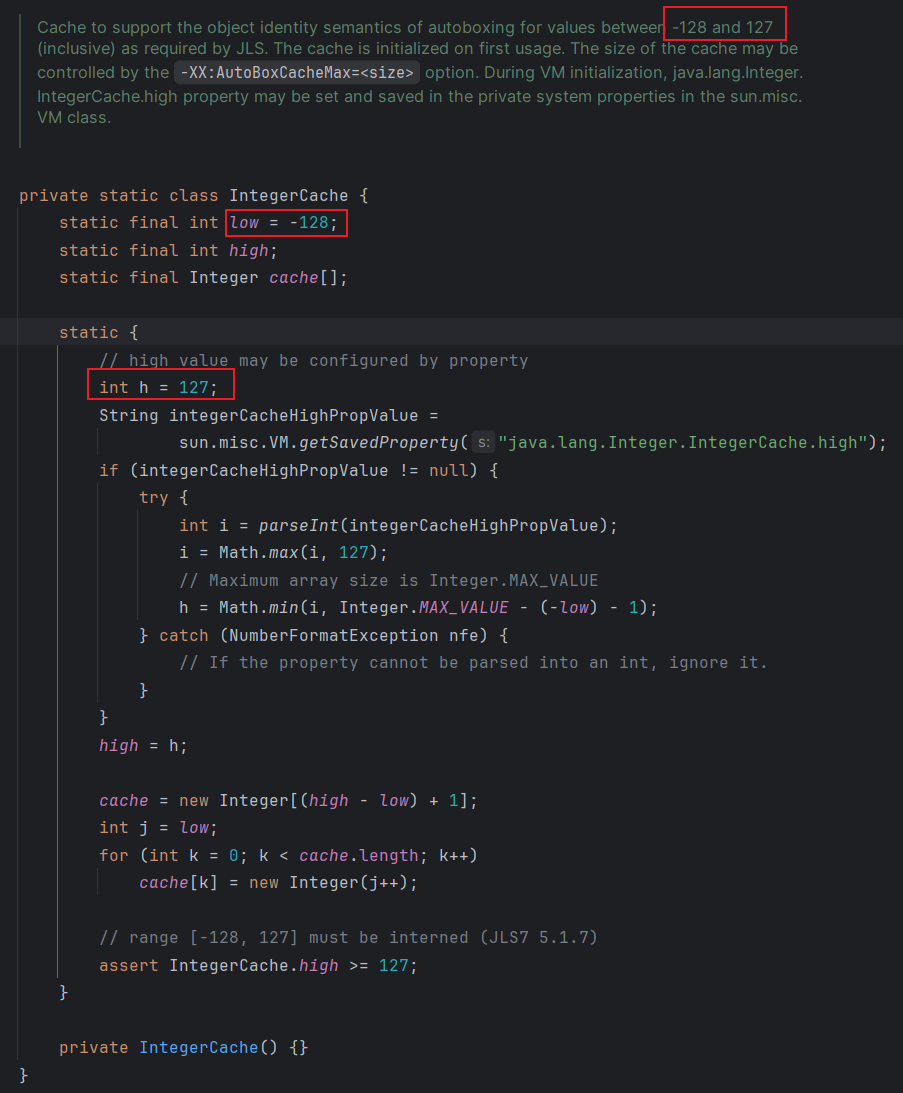 Cache to support the object identity semantics of autoboxing for values between -128 and 127
(inclusive) as required by JLS. The cache is initialized on first usage. The size of the cache may be
controlled by the -XX:AutoBoxCacheMax=<size> option. During VM initialization, java.lang.Integer.
IntegerCache.high property may be set and saved in the private system properties in the sun.misc.
VM class.
private static class IntegerCache {
    static final int low = -128;
    static final int high;
    static final Integer cache[];
    static {
        // high value may be configured by property
        int h = 127;
        String integerCacheHighPropValue =
                sun.misc.VM.getSavedProperty( s: "java.lang.Integer.IntegerCache.high");
        if (integerCacheHighPropValue != null) {
            try {
                int i = parseInt(integerCacheHighPropValue);
                i = Math.max(i, 127);
                // Maximum array size is Integer.MAX_VALUE
                h = Math.min(i, Integer.MAX_VALUE - (-low) - 1);
            } catch (NumberFormatException nfe) {
                // If the property cannot be parsed into an int, ignore it.
            }
        }
        high = h;
        cache = new Integer[(high - low) + 1];
        int j = low;
        for (int k = 0; k < cache.length; k++)
            cache[k] = new Integer(j++);
        // range [-128, 127] must be interned (JLS7 5.1.7)
        assert IntegerCache.high >= 127;
    }
    private IntegerCache() {}
}